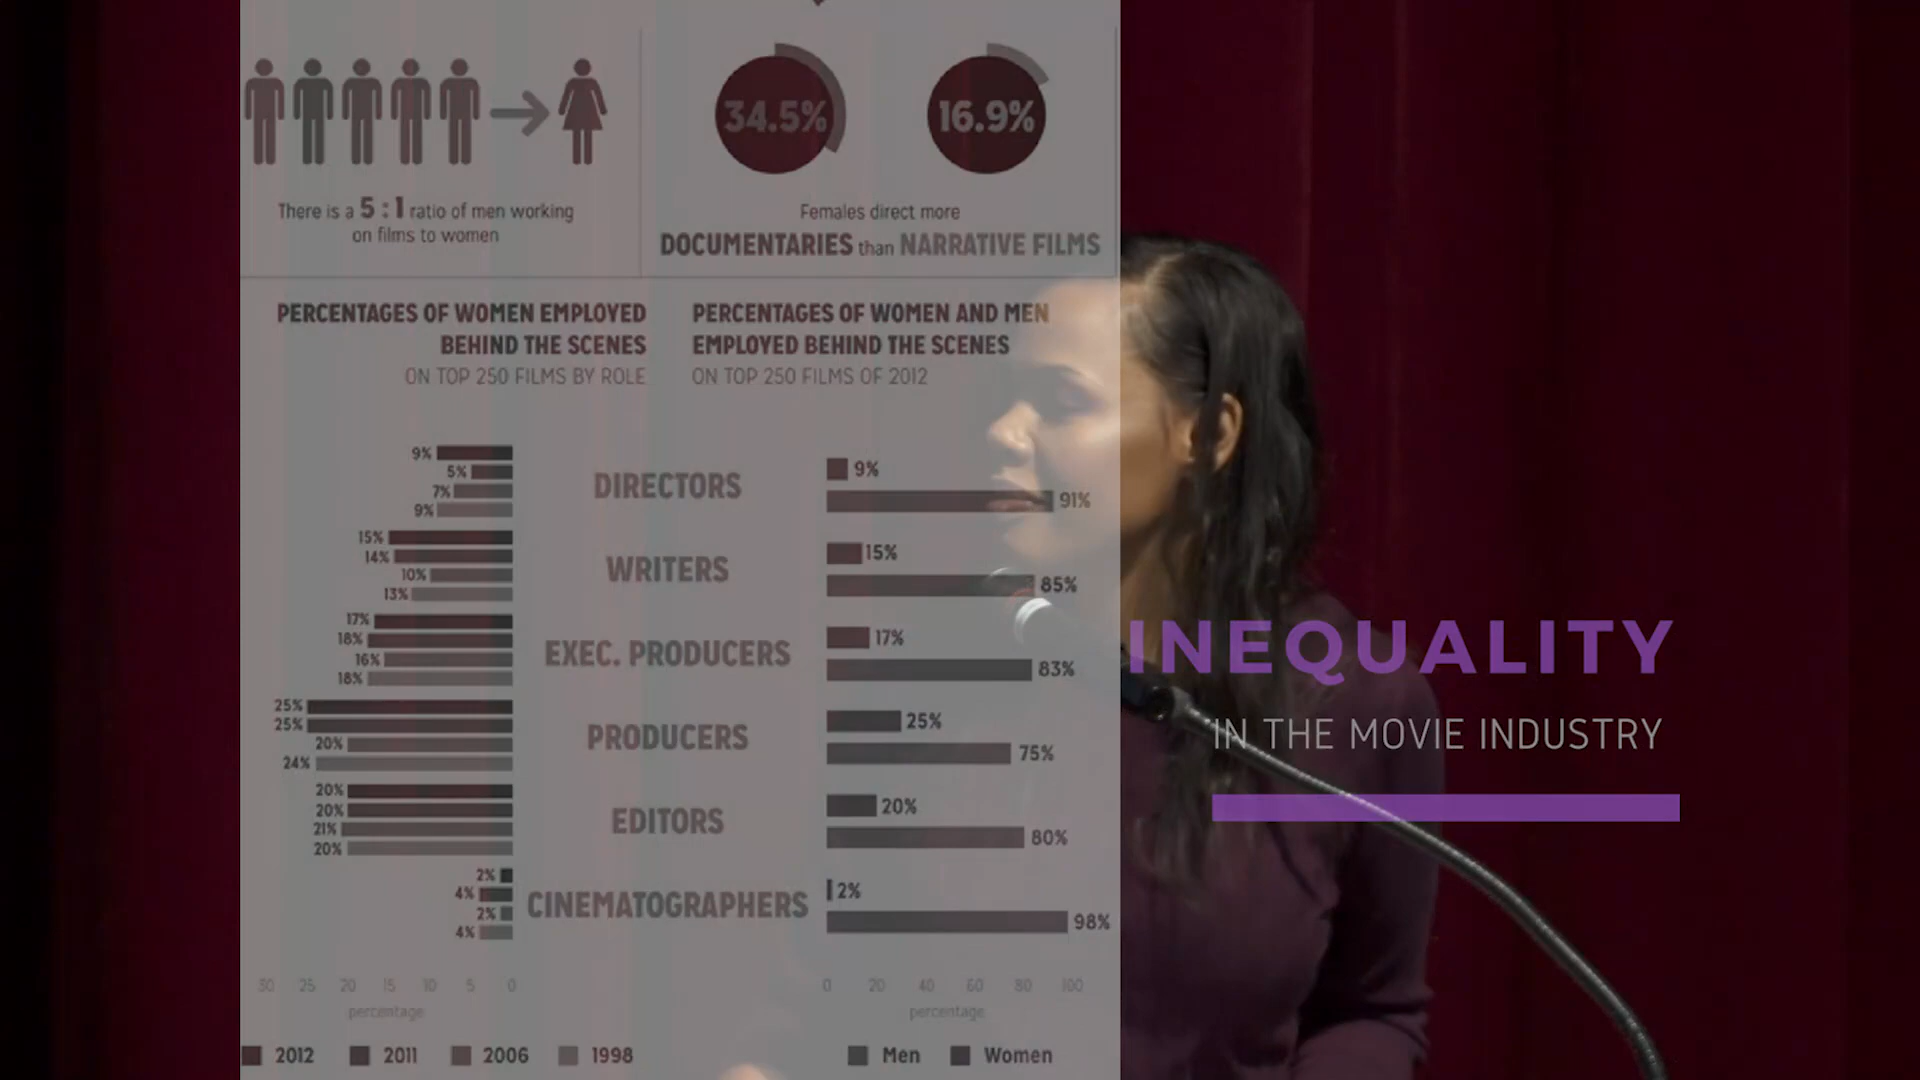 34.5%
16.9%
There is a 5 : 1 ratio of men working
on films to women
Females direct more
DOCUMENTARIES than NARRATIVE FILMS
PERCENTAGES OF WOMEN EMPLOYED
BEHIND THE SCENES
ON TOP 250 FILMS BY ROLE
PERCENTAGES OF WOMEN AND MEN
EMPLOYED BEHIND THE SCENES
ON TOP 250 FILMS OF 2012
9%
5%
7%
9%
DIRECTORS
9%
91%
15%
14%
10%
13%
WRITERS
15%
85%
17%
18%
16%
18%
EXEC. PRODUCERS
17%
83%
25%
25%
20%
24%
PRODUCERS
25%
75%
20%
20%
21%
20%
EDITORS
20%
80%
2%
4%
2%
4%
CINEMATOGRAPHERS
2%
98%
30 25 20 15 10 5 0
percentage
0 20 40 60 80 100
percentage
2012 2011 2006 1998
Men Women
INEQUALITY
IN THE MOVIE INDUSTRY